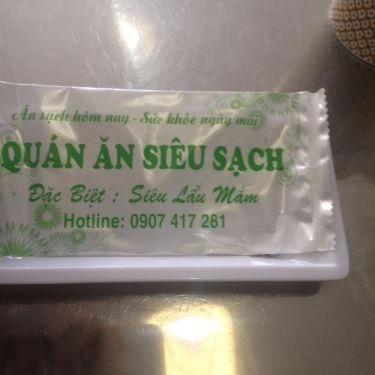 Ăn sạch hôm nay - Sức khỏe ngày mai
QUÁN ĂN SIÊU SẠCH
Đặc Biệt : Siêu Lẩu Mắm
Hotline: 0907 417 281